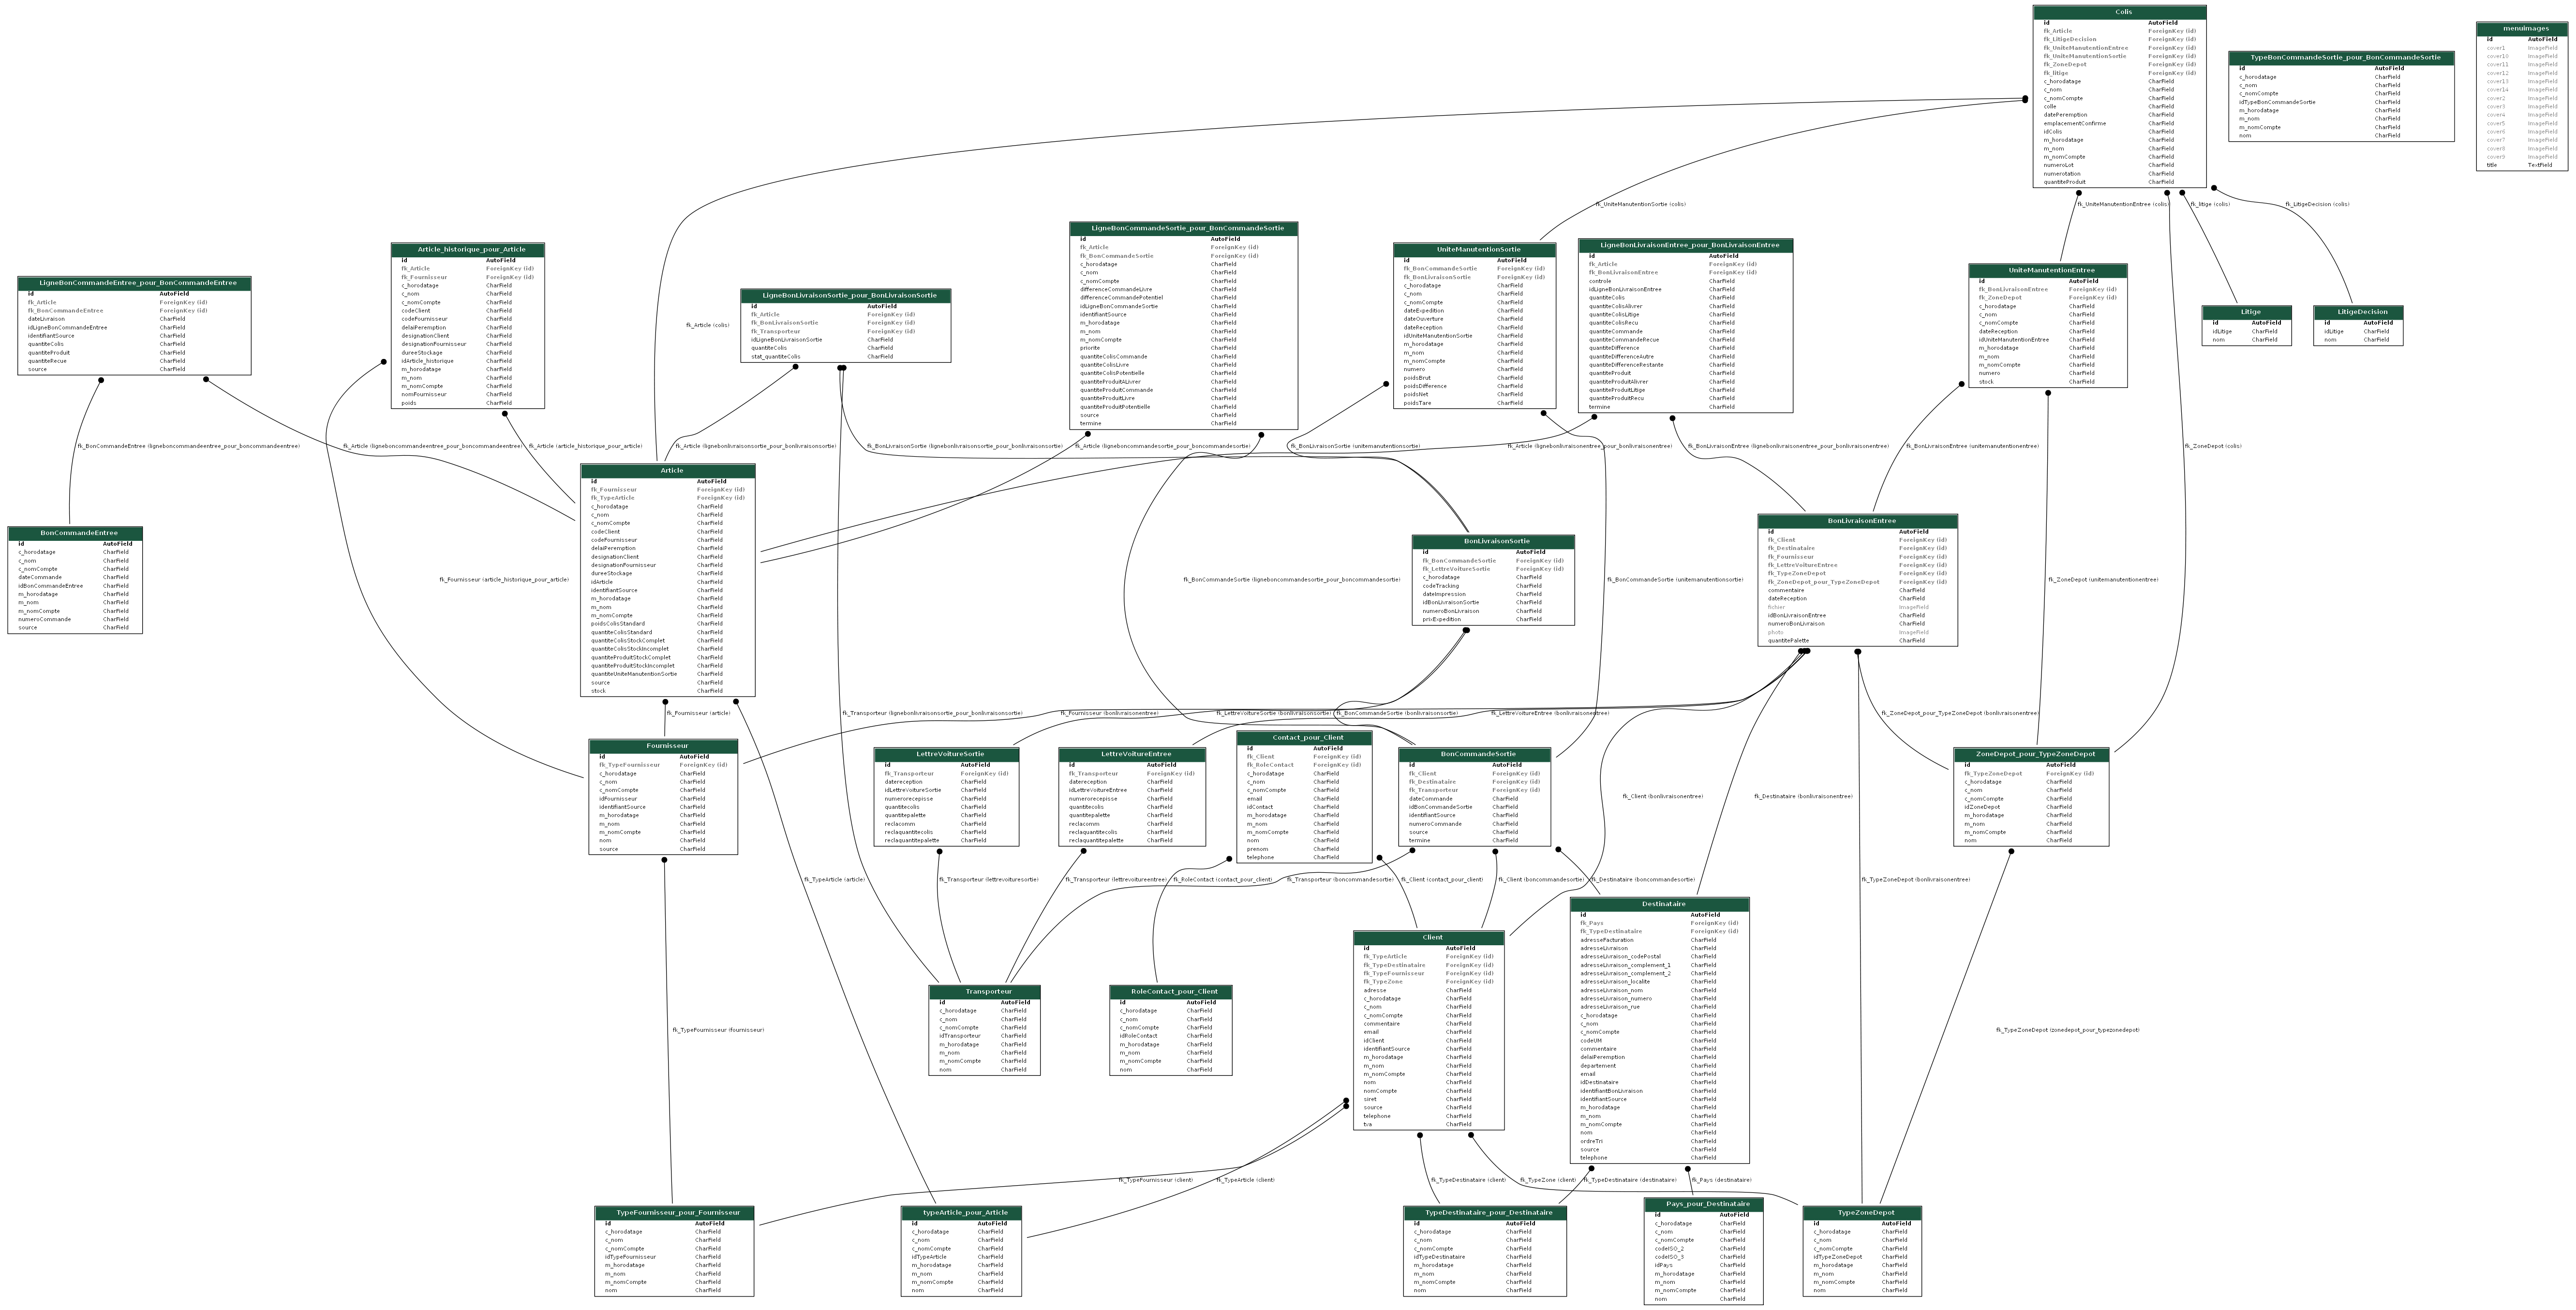 Colis
id AutoField
fk_Article ForeignKey (id)
fk_LitigeDecision ForeignKey (id)
fk_UniteManutentionEntree ForeignKey (id)
fk_UniteManutentionSortie ForeignKey (id)
fk_ZoneDepot ForeignKey (id)
fk_litige ForeignKey (id)
c_horodatage CharField
c_nom CharField
c_nomCompte CharField
colle CharField
datePeremption CharField
emplacementConfirme CharField
idColis CharField
m_horodatage CharField
m_nom CharField
m_nomCompte CharField
numeroLot CharField
numerotation CharField
quantiteProduit CharField
menuImages
id AutoField
cover1 ImageField
cover10 ImageField
cover11 ImageField
cover12 ImageField
cover13 ImageField
cover14 ImageField
cover2 ImageField
cover3 ImageField
cover4 ImageField
cover5 ImageField
cover6 ImageField
cover7 ImageField
cover8 ImageField
cover9 ImageField
title TextField
TypeBonCommandeSortie_pour_BonCommandeSortie
id AutoField
c_horodatage CharField
c_nom CharField
c_nomCompte CharField
idTypeBonCommandeSortie CharField
m_horodatage CharField
m_nom CharField
m_nomCompte CharField
nom CharField
fk_UniteManutentionSortie (colis)
fk_UniteManutentionEntree (colis)
fk_litige (colis)
fk_LitigeDecision (colis)
LigneBonCommandeEntree_pour_BonCommandeEntree
id AutoField
fk_Article ForeignKey (id)
fk_BonCommandeEntree ForeignKey (id)
dateLivraison CharField
idLigneBonCommandeEntree CharField
identifiantSource CharField
quantiteColis CharField
quantiteProduit CharField
quantiteRecue CharField
source CharField
Article_historique_pour_Article
id AutoField
fk_Article ForeignKey (id)
fk_Fournisseur ForeignKey (id)
c_horodatage CharField
c_nom CharField
c_nomCompte CharField
codeClient CharField
codeFournisseur CharField
delaiPeremption CharField
designationClient CharField
designationFournisseur CharField
dureeStockage CharField
idArticle_historique CharField
m_horodatage CharField
m_nom CharField
m_nomCompte CharField
nomFournisseur CharField
poids CharField
fk_Article (colis)
LigneBonLivraisonSortie_pour_BonLivraisonSortie
id AutoField
fk_Article ForeignKey (id)
fk_BonLivraisonSortie ForeignKey (id)
fk_Transporteur ForeignKey (id)
idLigneBonLivraisonSortie CharField
quantiteColis CharField
stat_quantiteColis CharField
LigneBonCommandeSortie_pour_BonCommandeSortie
id AutoField
fk_Article ForeignKey (id)
fk_BonCommandeSortie ForeignKey (id)
c_horodatage CharField
c_nom CharField
c_nomCompte CharField
differenceCommandeLivre CharField
differenceCommandePotentiel CharField
idLigneBonCommandeSortie CharField
identifiantSource CharField
m_horodatage CharField
m_nom CharField
m_nomCompte CharField
priorite CharField
quantiteColisCommande CharField
quantiteColisLivre CharField
quantiteColisPotentielle CharField
quantiteProduitALivrer CharField
quantiteProduitCommande CharField
quantiteProduitLivre CharField
quantiteProduitPotentielle CharField
source CharField
termine CharField
UniteManutentionSortie
id AutoField
fk_BonCommandeSortie ForeignKey (id)
fk_BonLivraisonSortie ForeignKey (id)
c_horodatage CharField
c_nom CharField
c_nomCompte CharField
dateExpedition CharField
dateOuverture CharField
dateReception CharField
idUniteManutentionSortie CharField
m_horodatage CharField
m_nom CharField
m_nomCompte CharField
numero CharField
poidsBrut CharField
poidsDifference CharField
poidsNet CharField
poidsTare CharField
LigneBonLivraisonEntree_pour_BonLivraisonEntree
id AutoField
fk_Article ForeignKey (id)
fk_BonLivraisonEntree ForeignKey (id)
controle CharField
idLigneBonLivraisonEntree CharField
quantiteColis CharField
quantiteColisAlivrer CharField
quantiteColisLitige CharField
quantiteColisRecu CharField
quantiteCommande CharField
quantiteCommandeRecue CharField
quantiteDifference CharField
quantiteDifferenceAutre CharField
quantiteDifferenceRestante CharField
quantiteProduit CharField
quantiteProduitAlivrer CharField
quantiteProduitLitige CharField
quantiteProduitRecu CharField
termine CharField
UniteManutentionEntree
id AutoField
fk_BonLivraisonEntree ForeignKey (id)
fk_ZoneDepot ForeignKey (id)
c_horodatage CharField
c_nom CharField
c_nomCompte CharField
dateReception CharField
idUniteManutentionEntree CharField
m_horodatage CharField
m_nom CharField
m_nomCompte CharField
numero CharField
stock CharField
Litige
id AutoField
idLitige CharField
nom CharField
LitigeDecision
id AutoField
idLitige CharField
nom CharField
fk_BonCommandeEntree (ligneboncommandeentree_pour_boncommandeentree)
fk_Article (ligneboncommandeentree_pour_boncommandeentree)
fk_Article (article_historique_pour_article)
fk_Article (lignebonlivraisonsortie_pour_bonlivraisonsortie)
fk_BonLivraisonSortie (lignebonlivraisonsortie_pour_bonlivraisonsortie)
fk_Article (ligneboncommandesortie_pour_boncommandesortie)
fk_BonLivraisonSortie (unitemanutentionsortie)
fk_Article (lignebonlivraisonentree_pour_bonlivraisonentree)
fk_BonLivraisonEntree (lignebonlivraisonentree_pour_bonlivraisonentree)
fk_BonLivraisonEntree (unitemanutentionentree)
fk_ZoneDepot (colis)
BonCommandeEntree
id AutoField
c_horodatage CharField
c_nom CharField
c_nomCompte CharField
dateCommande CharField
idBonCommandeEntree CharField
m_horodatage CharField
m_nom CharField
m_nomCompte CharField
numeroCommande CharField
source CharField
fk_Fournisseur (article_historique_pour_article)
Article
id AutoField
fk_Fournisseur ForeignKey (id)
fk_TypeArticle ForeignKey (id)
c_horodatage CharField
c_nom CharField
c_nomCompte CharField
codeClient CharField
codeFournisseur CharField
delaiPeremption CharField
designationClient CharField
designationFournisseur CharField
dureeStockage CharField
idArticle CharField
identifiantSource CharField
m_horodatage CharField
m_nom CharField
m_nomCompte CharField
poidsColisStandard CharField
quantiteColisStandard CharField
quantiteColisStockComplet CharField
quantiteColisStockIncomplet CharField
quantiteProduitStockComplet CharField
quantiteProduitStockIncomplet CharField
quantiteUniteManutentionSortie CharField
source CharField
stock CharField
fk_BonCommandeSortie (ligneboncommandesortie_pour_boncommandesortie)
BonLivraisonSortie
id AutoField
fk_BonCommandeSortie ForeignKey (id)
fk_LettreVoitureSortie ForeignKey (id)
c_horodatage CharField
codeTracking CharField
dateImpression CharField
idBonLivraisonSortie CharField
numeroBonLivraison CharField
prixExpedition CharField
fk_BonCommandeSortie (unitemanutentionsortie)
BonLivraisonEntree
id AutoField
fk_Client ForeignKey (id)
fk_Destinataire ForeignKey (id)
fk_Fournisseur ForeignKey (id)
fk_LettreVoitureEntree ForeignKey (id)
fk_TypeZoneDepot ForeignKey (id)
fk_ZoneDepot_pour_TypeZoneDepot ForeignKey (id)
commentaire CharField
dateReception CharField
fichier ImageField
idBonLivraisonEntree CharField
numeroBonLivraison CharField
photo ImageField
quantitePalette CharField
fk_ZoneDepot (unitemanutentionentree)
fk_Fournisseur (article)
fk_Transporteur (lignebonlivraisonsortie_pour_bonlivraisonsortie)
fk_Fournisseur (bonlivraisonentree)
fk_LettreVoitureSortie (bonlivraisonsortie)
fk_BonCommandeSortie (bonlivraisonsortie)
fk_LettreVoitureEntree (bonlivraisonentree)
fk_ZoneDepot_pour_TypeZoneDepot (bonlivraisonentree)
Fournisseur
id AutoField
fk_TypeFournisseur ForeignKey (id)
c_horodatage CharField
c_nom CharField
c_nomCompte CharField
idFournisseur CharField
identifiantSource CharField
m_horodatage CharField
m_nom CharField
m_nomCompte CharField
nom CharField
source CharField
LettreVoitureSortie
id AutoField
fk_Transporteur ForeignKey (id)
datereception CharField
idLettreVoitureSortie CharField
numerorecepisse CharField
quantitecolis CharField
quantitepalette CharField
reclacomm CharField
reclaquantitecolis CharField
reclaquantitepalette CharField
LettreVoitureEntree
id AutoField
fk_Transporteur ForeignKey (id)
datereception CharField
idLettreVoitureEntree CharField
numerorecepisse CharField
quantitecolis CharField
quantitepalette CharField
reclacomm CharField
reclaquantitecolis CharField
reclaquantitepalette CharField
Contact_pour_Client
id AutoField
fk_Client ForeignKey (id)
fk_RoleContact ForeignKey (id)
c_horodatage CharField
c_nom CharField
c_nomCompte CharField
email CharField
idContact CharField
m_horodatage CharField
m_nom CharField
m_nomCompte CharField
nom CharField
prenom CharField
telephone CharField
BonCommandeSortie
id AutoField
fk_Client ForeignKey (id)
fk_Destinataire ForeignKey (id)
fk_Transporteur ForeignKey (id)
dateCommande CharField
idBonCommandeSortie CharField
identifiantSource CharField
numeroCommande CharField
source CharField
termine CharField
fk_Client (bonlivraisonentree)
fk_Destinataire (bonlivraisonentree)
ZoneDepot_pour_TypeZoneDepot
id AutoField
fk_TypeZoneDepot ForeignKey (id)
c_horodatage CharField
c_nom CharField
c_nomCompte CharField
idZoneDepot CharField
m_horodatage CharField
m_nom CharField
m_nomCompte CharField
nom CharField
fk_TypeArticle (article)
fk_Transporteur (lettrevoituresortie)
fk_Transporteur (lettrevoitureentree)
fk_RoleContact (contact_pour_client)
fk_Transporteur (boncommandesortie)
fk_Client (contact_pour_client)
fk_Client (boncommandesortie)
fk_Destinataire (boncommandesortie)
fk_TypeZoneDepot (bonlivraisonentree)
fk_TypeFournisseur (fournisseur)
Transporteur
id AutoField
c_horodatage CharField
c_nom CharField
c_nomCompte CharField
idTransporteur CharField
m_horodatage CharField
m_nom CharField
m_nomCompte CharField
nom CharField
RoleContact_pour_Client
id AutoField
c_horodatage CharField
c_nom CharField
c_nomCompte CharField
idRoleContact CharField
m_horodatage CharField
m_nom CharField
m_nomCompte CharField
nom CharField
Client
id AutoField
fk_TypeArticle ForeignKey (id)
fk_TypeDestinataire ForeignKey (id)
fk_TypeFournisseur ForeignKey (id)
fk_TypeZone ForeignKey (id)
adresse CharField
c_horodatage CharField
c_nom CharField
c_nomCompte CharField
commentaire CharField
email CharField
idClient CharField
identifiantSource CharField
m_horodatage CharField
m_nom CharField
m_nomCompte CharField
nom CharField
nomCompte CharField
siret CharField
source CharField
telephone CharField
tva CharField
Destinataire
id AutoField
fk_Pays ForeignKey (id)
fk_TypeDestinataire ForeignKey (id)
adresseFacturation CharField
adresseLivraison CharField
adresseLivraison_codePostal CharField
adresseLivraison_complement_1 CharField
adresseLivraison_complement_2 CharField
adresseLivraison_localite CharField
adresseLivraison_nom CharField
adresseLivraison_numero CharField
adresseLivraison_rue CharField
c_horodatage CharField
c_nom CharField
c_nomCompte CharField
codeUM CharField
commentaire CharField
delaiPeremption CharField
departement CharField
email CharField
idDestinataire CharField
identifiantBonLivraison CharField
identifiantSource CharField
m_horodatage CharField
m_nom CharField
m_nomCompte CharField
nom CharField
ordreTri CharField
source CharField
telephone CharField
fk_TypeZoneDepot (zonedepot_pour_typezonedepot)
fk_TypeFournisseur (client)
fk_TypeArticle (client)
fk_TypeDestinataire (client)
fk_TypeZone (client)
fk_TypeDestinataire (destinataire)
fk_Pays (destinataire)
TypeFournisseur_pour_Fournisseur
id AutoField
c_horodatage CharField
c_nom CharField
c_nomCompte CharField
idTypeFournisseur CharField
m_horodatage CharField
m_nom CharField
m_nomCompte CharField
nom CharField
typeArticle_pour_Article
id AutoField
c_horodatage CharField
c_nom CharField
c_nomCompte CharField
idTypeArticle CharField
m_horodatage CharField
m_nom CharField
m_nomCompte CharField
nom CharField
TypeDestinataire_pour_Destinataire
id AutoField
c_horodatage CharField
c_nom CharField
c_nomCompte CharField
idTypeDestinataire CharField
m_horodatage CharField
m_nom CharField
m_nomCompte CharField
nom CharField
Pays_pour_Destinataire
id AutoField
c_horodatage CharField
c_nom CharField
c_nomCompte CharField
codeISO_2 CharField
codeISO_3 CharField
idPays CharField
m_horodatage CharField
m_nom CharField
m_nomCompte CharField
nom CharField
TypeZoneDepot
id AutoField
c_horodatage CharField
c_nom CharField
c_nomCompte CharField
idTypeZoneDepot CharField
m_horodatage CharField
m_nom CharField
m_nomCompte CharField
nom CharField